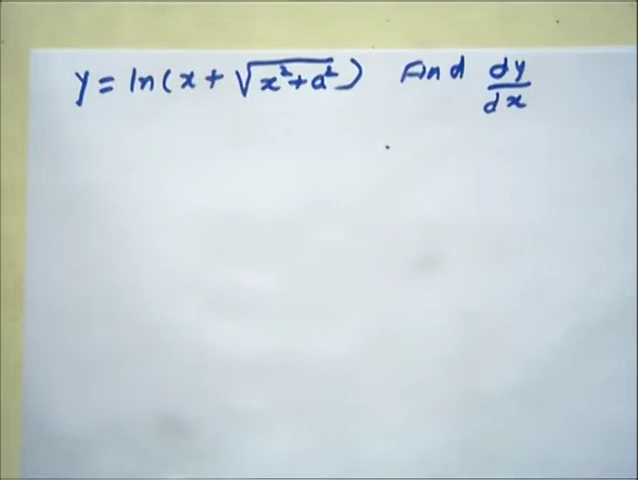 y = ln(x + √(x²+a²)) Find dy/dx